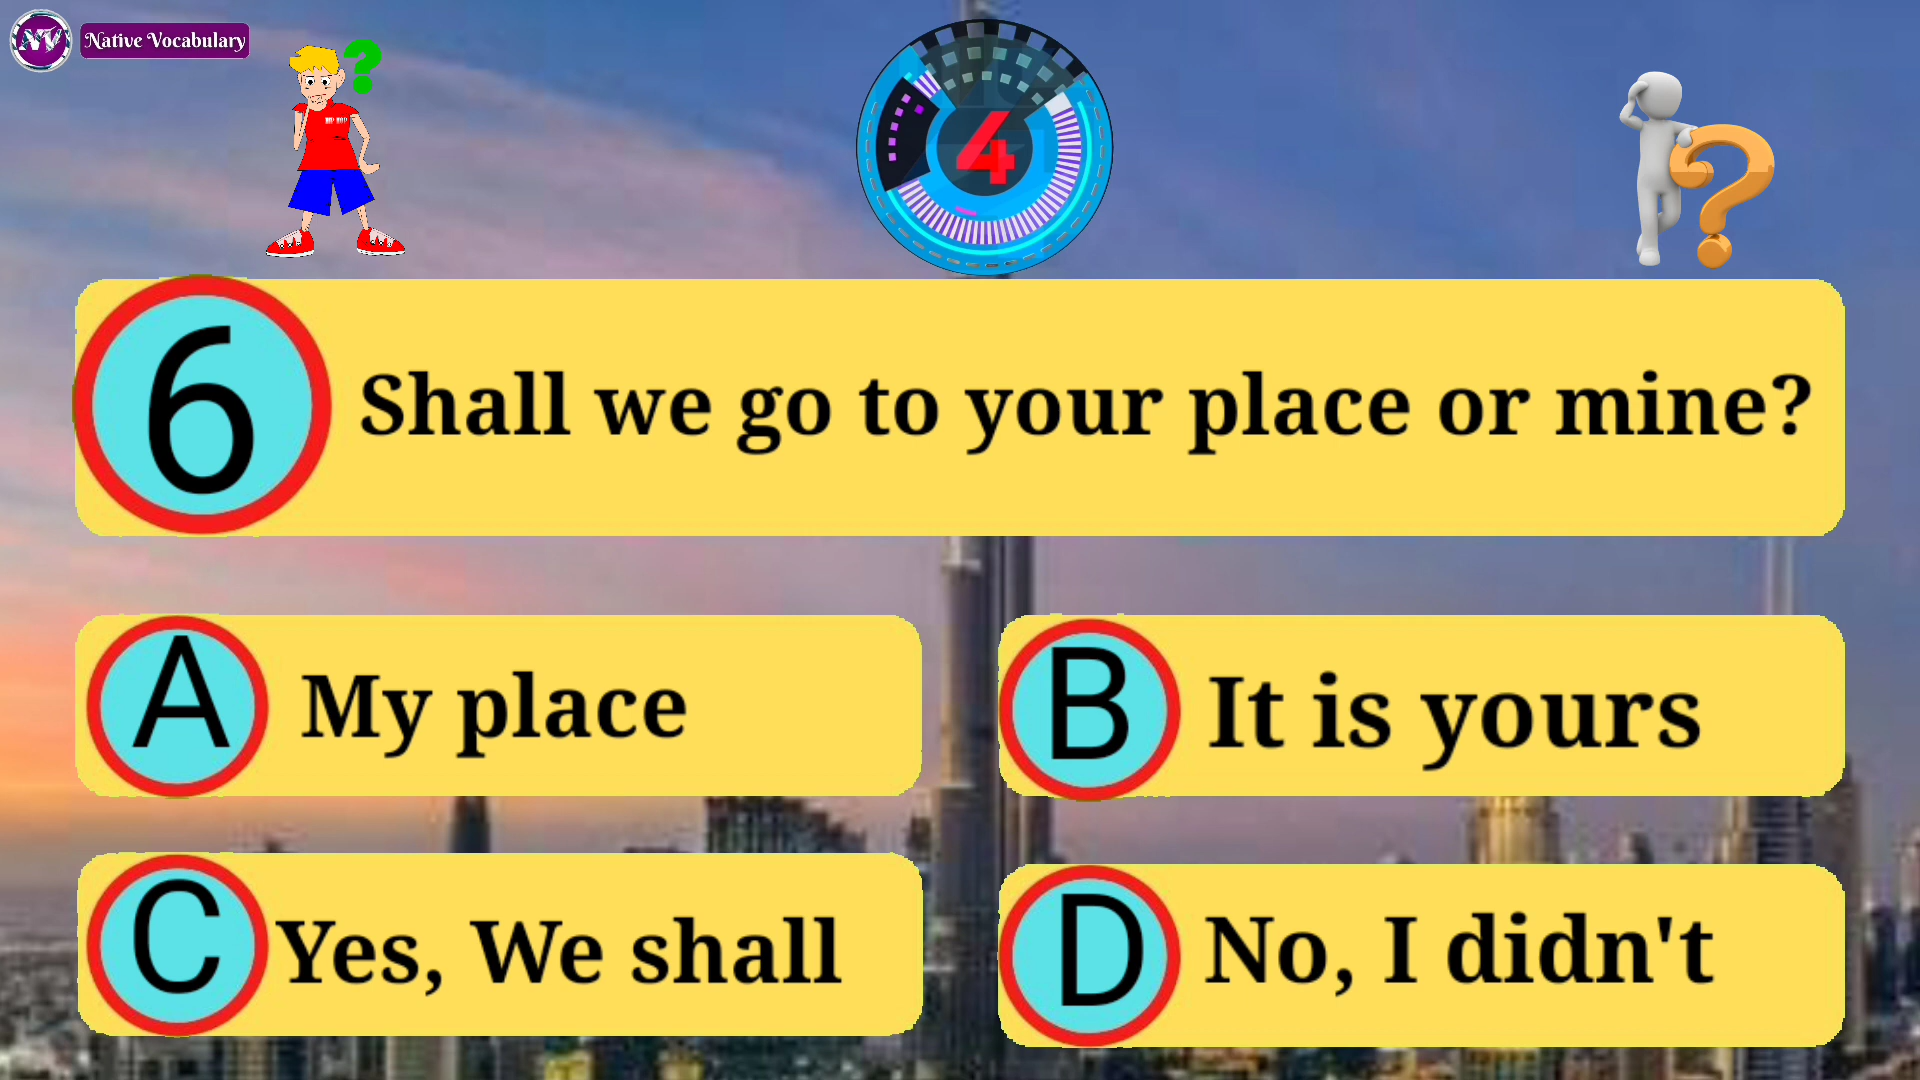 NV Native Vocabulary
4
6 Shall we go to your place or mine?
A My place
B It is yours
C Yes, We shall
D No, I didn't